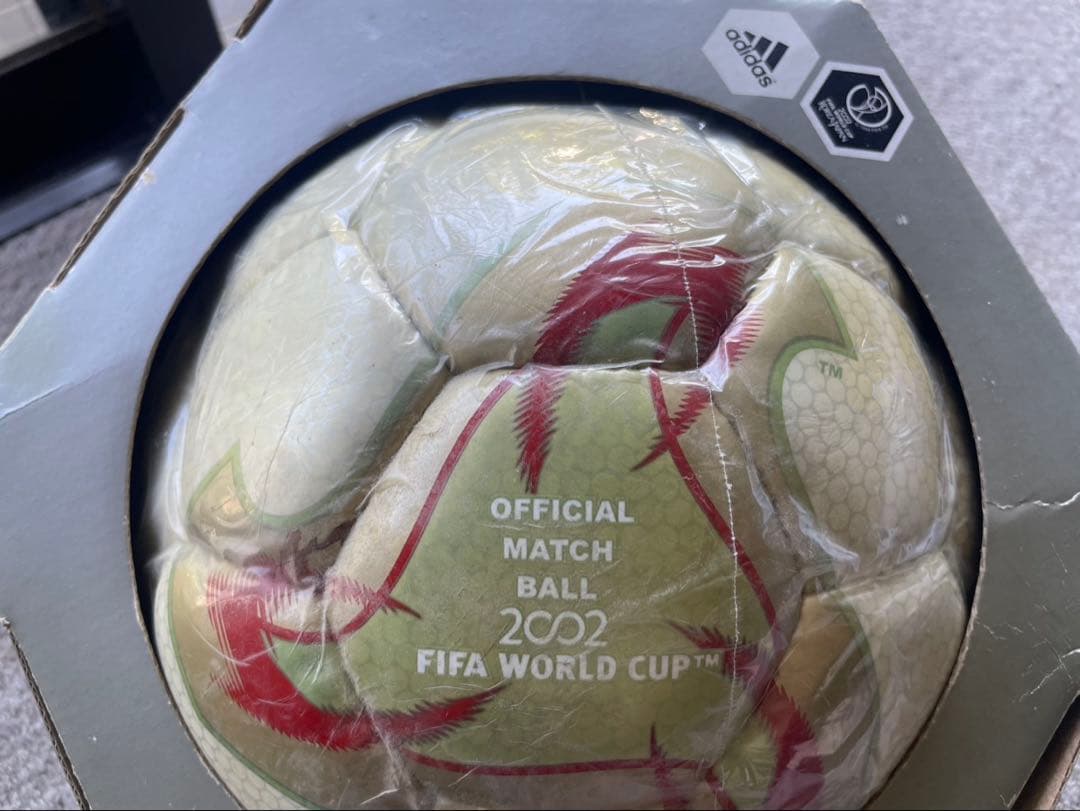 adidas
TM
OFFICIAL
MATCH
BALL
2002
FIFA WORLD CUP™